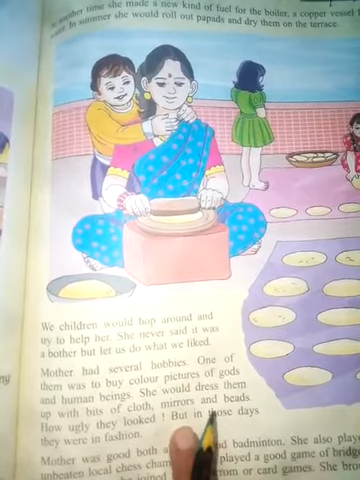 another time she made a new kind of fuel for the boiler, a copper vessel
In summer she would roll out papads and dry them on the terrace.
We children would hop around and
try to help her. She never said it was
a bother but let us do what we liked.
Mother had several hobbies. One of
them was to buy colour pictures of gods
and human beings. She would dress them
up with bits of cloth, mirrors and beads.
How ugly they looked ! But in those days
they were in fashion.
Mother was good both badminton. She also
unbeaten local chess played a good game of
joined or card games. She